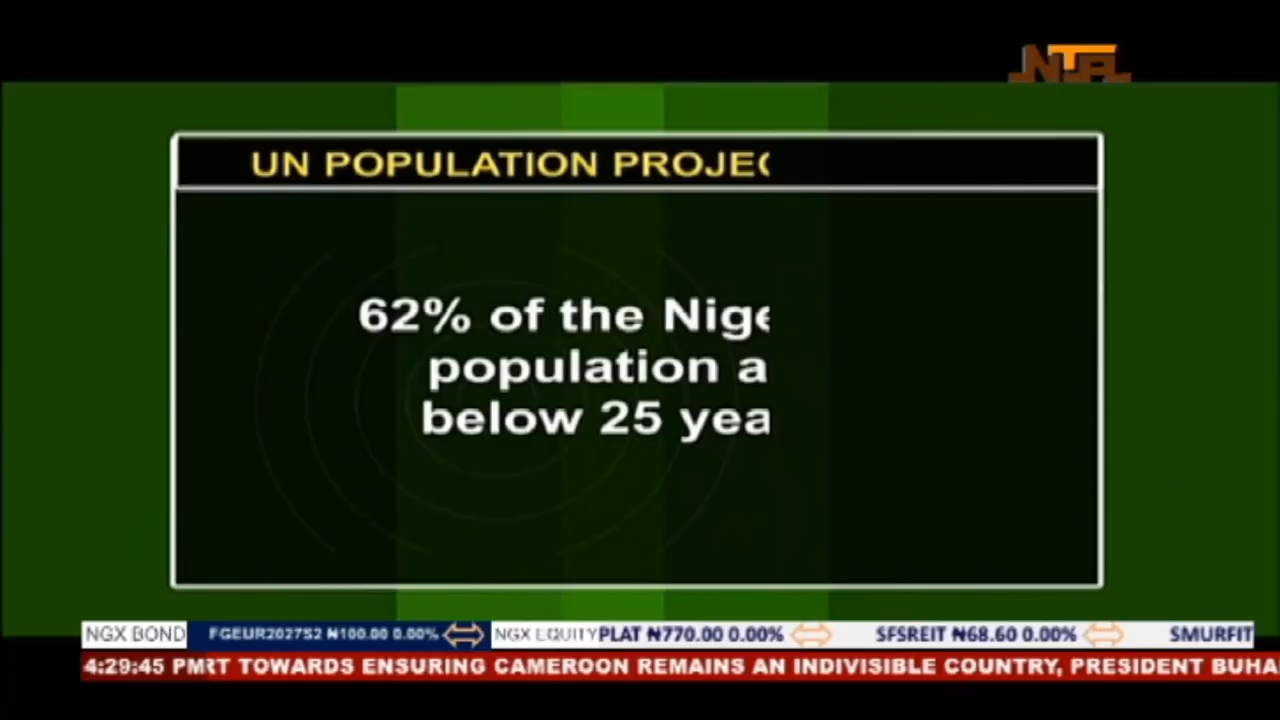 NTA
UN POPULATION PROJEC
62% of the Nige
population a
below 25 yea
NGX BOND FGEUR2027S2 ₦100.00 0.00% NGX EQUITY PLAT ₦770.00 0.00% SFSREIT ₦68.60 0.00% SMURFIT
4:29:45 PM RT TOWARDS ENSURING CAMEROON REMAINS AN INDIVISIBLE COUNTRY, PRESIDENT BUHA